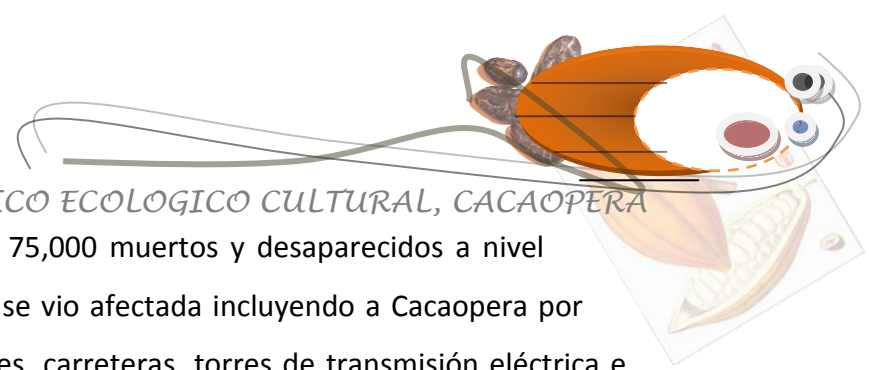 ICO ECOLOGICO CULTURAL, CACAOPERA
75,000 muertos y desaparecidos a nivel
se vio afectada incluyendo a Cacaopera por
es, carreteras, torres de transmisión eléctrica e